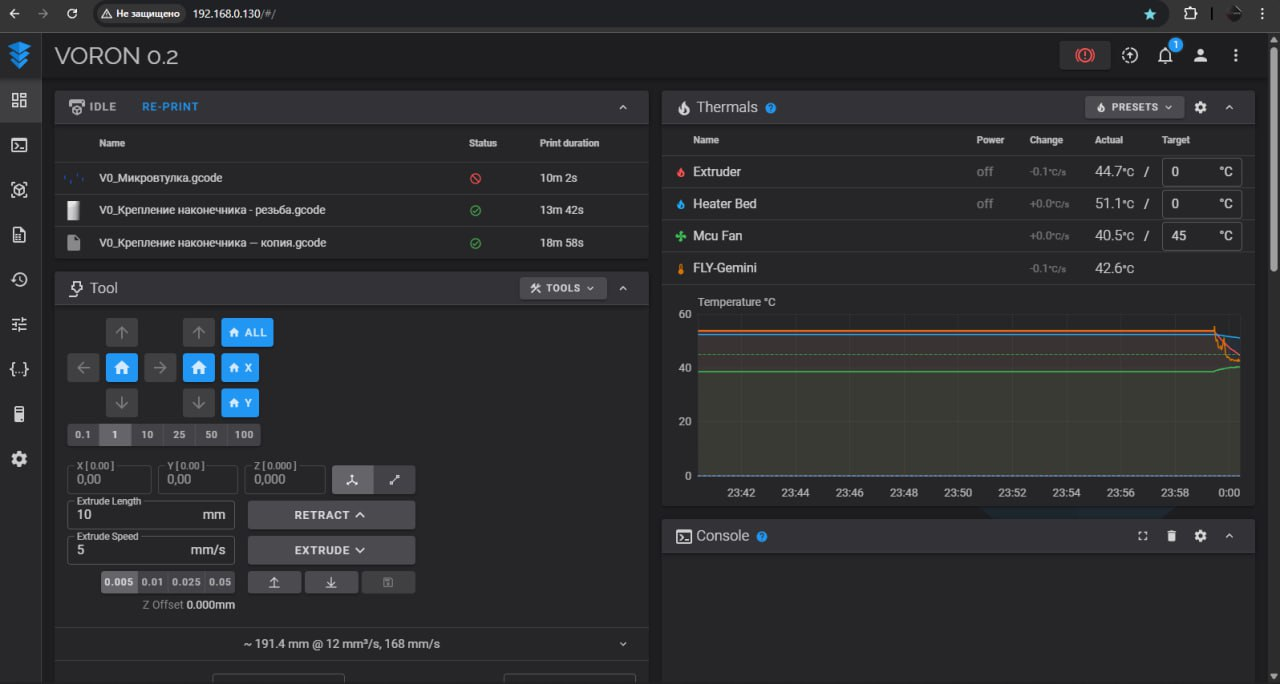 Не защищено 192.168.0.130/#/
VORON 0.2
1
IDLE RE-PRINT
Name Status Print duration
V0_Микровтулка.gcode 10m 2s
V0_Крепление наконечника - резьба.gcode 13m 42s
V0_Крепление наконечника — копия.gcode 18m 58s
Tool TOOLS
ALL
X
Y
0.1 1 10 25 50 100
X [ 0.00 ] Y [ 0.00 ] Z [ 0.000 ]
0,00 0,00 0,000
Extrude Length
10 mm RETRACT
Extrude Speed
5 mm/s EXTRUDE
0.005 0.01 0.025 0.05
Z Offset 0.000mm
~ 191.4 mm @ 12 mm³/s, 168 mm/s
Thermals ? PRESETS
Name Power Change Actual Target
Extruder off -0.1°C/s 44.7°C / 0 °C
Heater Bed off +0.0°C/s 51.1°C / 0 °C
Mcu Fan +0.0°C/s 40.5°C / 45 °C
FLY-Gemini -0.1°C/s 42.6°C
Temperature °C
60
40
20
0
23:42 23:44 23:46 23:48 23:50 23:52 23:54 23:56 23:58 0:00
Console ?